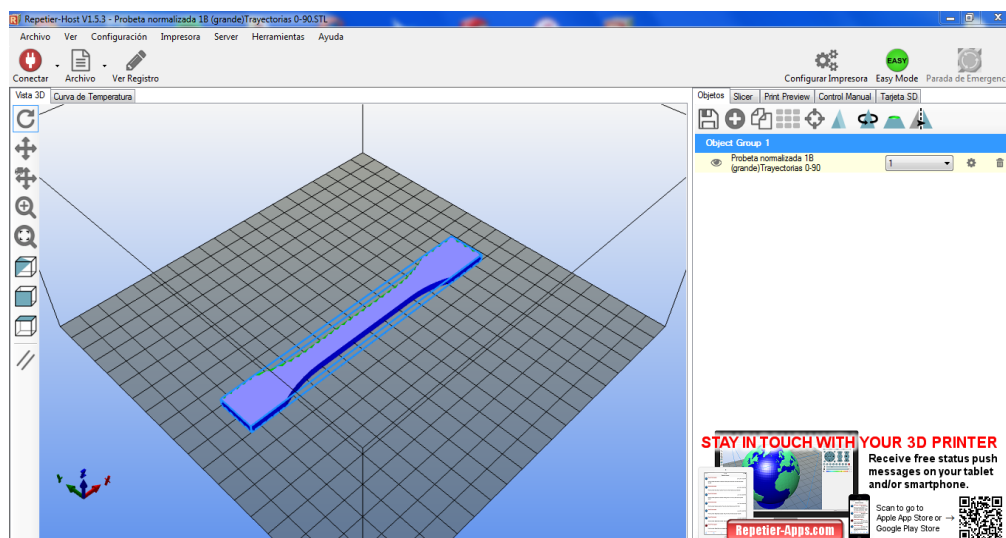 Repetier-Host V1.5.3 - Probeta normalizada 1B (grande)Trayectorias 0-90.STL
Archivo Ver Configuración Impresora Server Herramientas Ayuda
Conectar Archivo Ver Registro Configurar Impresora Easy Mode Parada de Emergenc
EASY
Vista 3D Curva de Temperatura
Objetos Slicer Print Preview Control Manual Tarjeta SD
Object Group 1
Probeta normalizada 1B
(grande)Trayectorias 0-90
1
STAY IN TOUCH WITH YOUR 3D PRINTER
Receive free status push
messages on your tablet
and/or smartphone.
Scan to go to
Apple App Store or →
Google Play Store
Repetier-Apps.com